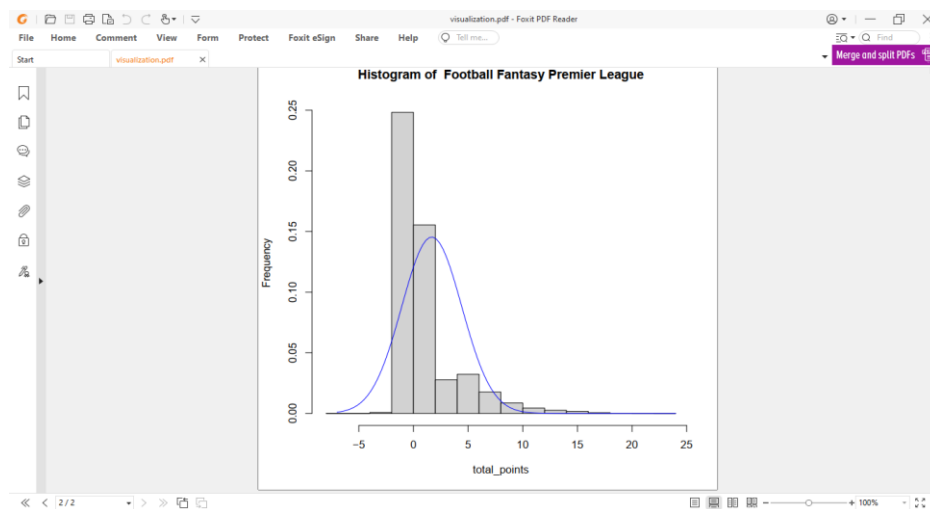 visualization.pdf - Foxit PDF Reader
File Home Comment View Form Protect Foxit eSign Share Help Tell me... Find
Start visualization.pdf Merge and split PDFs
Histogram of Football Fantasy Premier League
0.25
0.20
0.15
0.10
0.05
0.00
Frequency
-5 0 5 10 15 20 25
total_points
2 / 2 100%